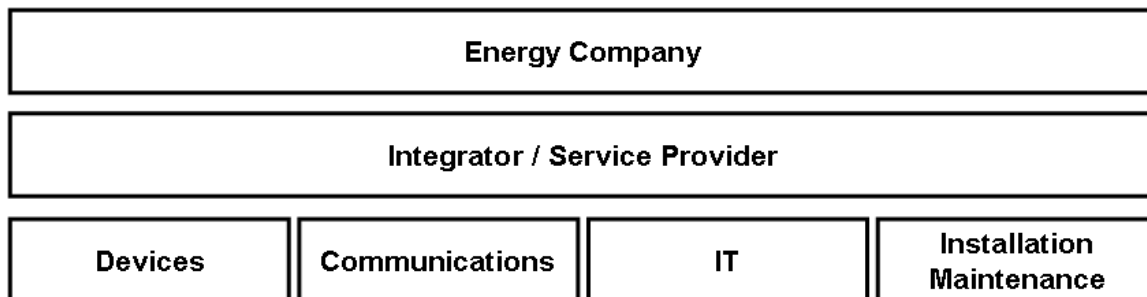 Energy Company
Integrator / Service Provider
Devices
Communications
IT
Installation
Maintenance